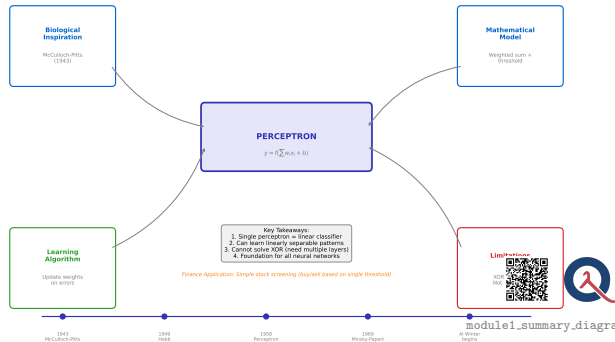 Biological
Inspiration
McCulloch-Pitts
(1943)
Mathematical
Model
Weighted sum +
threshold
PERCEPTRON
y = f(∑wᵢxᵢ + b)
Learning
Algorithm
Update weights
on errors
Key Takeaways:
1. Single perceptron = linear classifier
2. Can learn linearly separable patterns
3. Cannot solve XOR (need multiple layers)
4. Foundation for all neural networks
Finance Application: Simple stock screening (buy/sell based on single threshold)
Limitations
XOR
Not
1943
McCulloch-Pitts
1949
Hebb
1958
Perceptron
1969
Minsky-Papert
AI Winter
begins
module1_summary_diagra